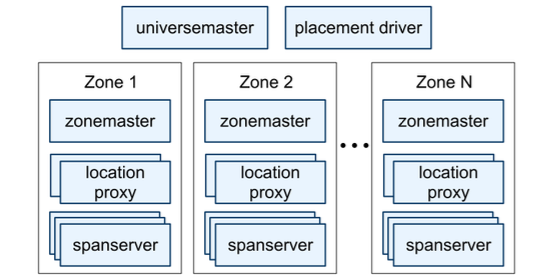 universemaster placement driver
Zone 1 Zone 2 Zone N
zonemaster zonemaster ... zonemaster
location location location
proxy proxy proxy
spanserver spanserver spanserver